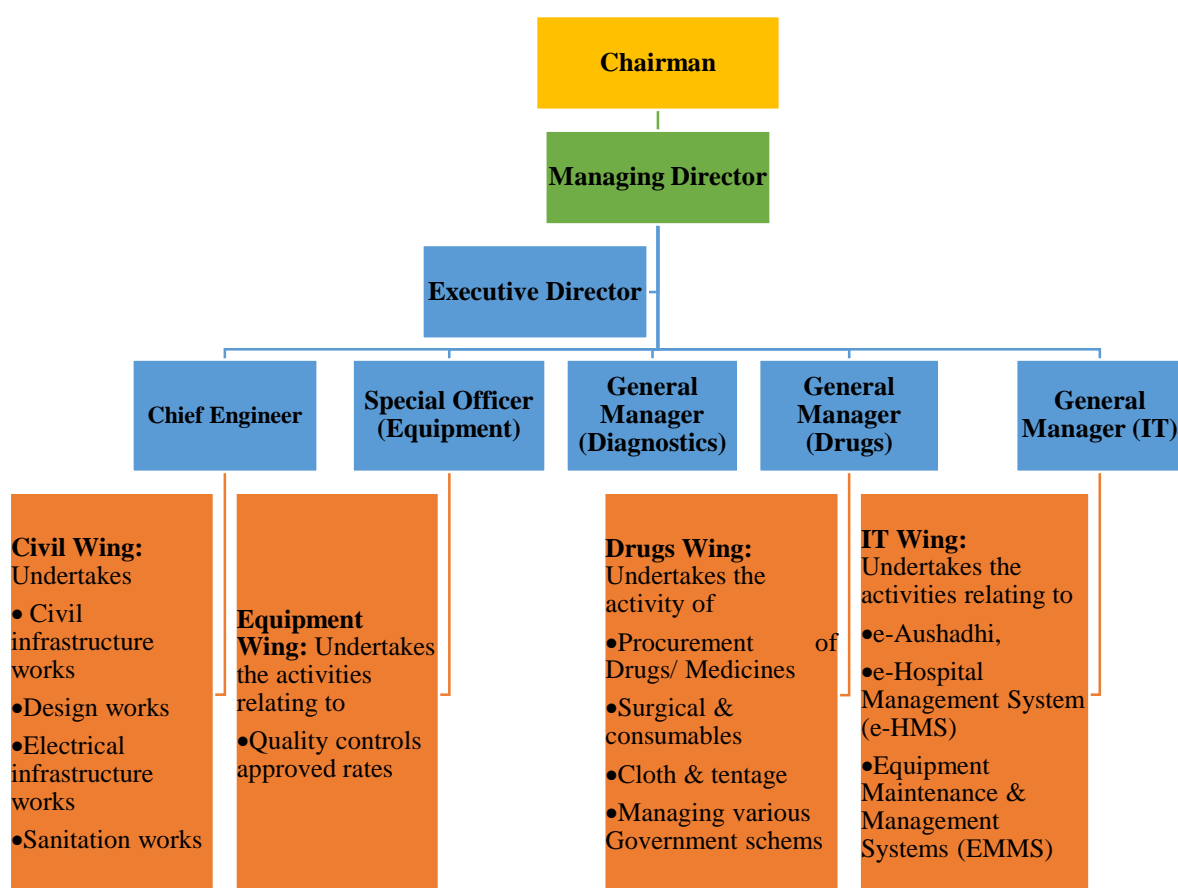 Chairman
Managing Director
Executive Director
Chief Engineer
Special Officer
(Equipment)
General
Manager
(Diagnostics)
General
Manager
(Drugs)
General
Manager (IT)
Civil Wing:
Undertakes
• Civil
infrastructure
works
•Design works
•Electrical
infrastructure
works
•Sanitation works
Equipment
Wing: Undertakes
the activities
relating to
•Quality controls
approved rates
Drugs Wing:
Undertakes the
activity of
•Procurement of
Drugs/ Medicines
•Surgical &
consumables
•Cloth & tentage
•Managing various
Government schems
IT Wing:
Undertakes the
activities relating to
•e-Aushadhi,
•e-Hospital
Management System
(e-HMS)
•Equipment
Maintenance &
Management
Systems (EMMS)